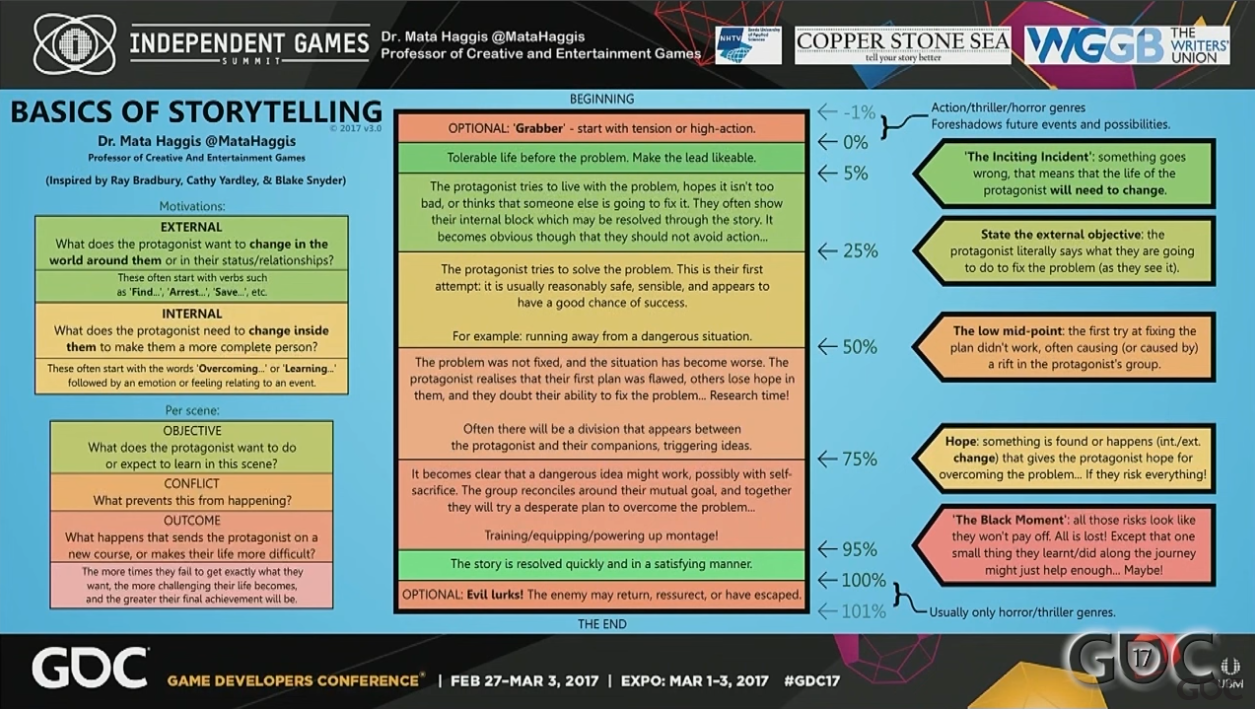 INDEPENDENT GAMES
SUMMIT
Dr. Mata Haggis @MataHaggis
Professor of Creative and Entertainment Games
NHTV
COPPER STONE SEA
tell your story better
WGGB
THE
WRITERS'
UNION
BASICS OF STORYTELLING
© 2017 v3.0
Dr. Mata Haggis @MataHaggis
Professor of Creative And Entertainment Games
(Inspired by Ray Bradbury, Cathy Yardley, & Blake Snyder)
Motivations:
EXTERNAL
What does the protagonist want to change in the
world around them or in their status/relationships?
These often start with verbs such
as 'Find...', 'Arrest...', 'Save...', etc.
INTERNAL
What does the protagonist need to change inside
them to make them a more complete person?
These often start with the words 'Overcoming...' or 'Learning...'
followed by an emotion or feeling relating to an event.
Per scene:
OBJECTIVE
What does the protagonist want to do
or expect to learn in this scene?
CONFLICT
What prevents this from happening?
OUTCOME
What happens that sends the protagonist on a
new course, or makes their life more difficult?
The more times they fail to get exactly what they
want, the more challenging their life becomes,
and the greater their final achievement will be.
BEGINNING
OPTIONAL: 'Grabber' - start with tension or high-action.
Tolerable life before the problem. Make the lead likeable.
The protagonist tries to live with the problem, hopes it isn't too
bad, or thinks that someone else is going to fix it. They often show
their internal block which may be resolved through the story. It
becomes obvious though that they should not avoid action...
The protagonist tries to solve the problem. This is their first
attempt: it is usually reasonably safe, sensible, and appears to
have a good chance of success.
For example: running away from a dangerous situation.
The problem was not fixed, and the situation has become worse. The
protagonist realises that their first plan was flawed, others lose hope in
them, and they doubt their ability to fix the problem... Research time!
Often there will be a division that appears between
the protagonist and their companions, triggering ideas.
It becomes clear that a dangerous idea might work, possibly with self-
sacrifice. The group reconciles around their mutual goal, and together
they will try a desperate plan to overcome the problem...
Training/equipping/powering up montage!
The story is resolved quickly and in a satisfying manner.
OPTIONAL: Evil lurks! The enemy may return, ressurect, or have escaped.
THE END
-1%
0%
5%
25%
50%
75%
95%
100%
101%
Action/thriller/horror genres
Foreshadows future events and possibilities.
'The Inciting Incident': something goes
wrong, that means that the life of the
protagonist will need to change.
State the external objective: the
protagonist literally says what they are going
to do to fix the problem (as they see it).
The low mid-point: the first try at fixing the
plan didn't work, often causing (or caused by)
a rift in the protagonist's group.
Hope: something is found or happens (int./ext.
change) that gives the protagonist hope for
overcoming the problem... If they risk everything!
'The Black Moment': all those risks look like
they won't pay off. All is lost! Except that one
small thing they learnt/did along the journey
might just help enough... Maybe!
Usually only horror/thriller genres.
GDC
GAME DEVELOPERS CONFERENCE | FEB 27–MAR 3, 2017 | EXPO: MAR 1–3, 2017 #GDC17
GDC
17
UBM
GDC